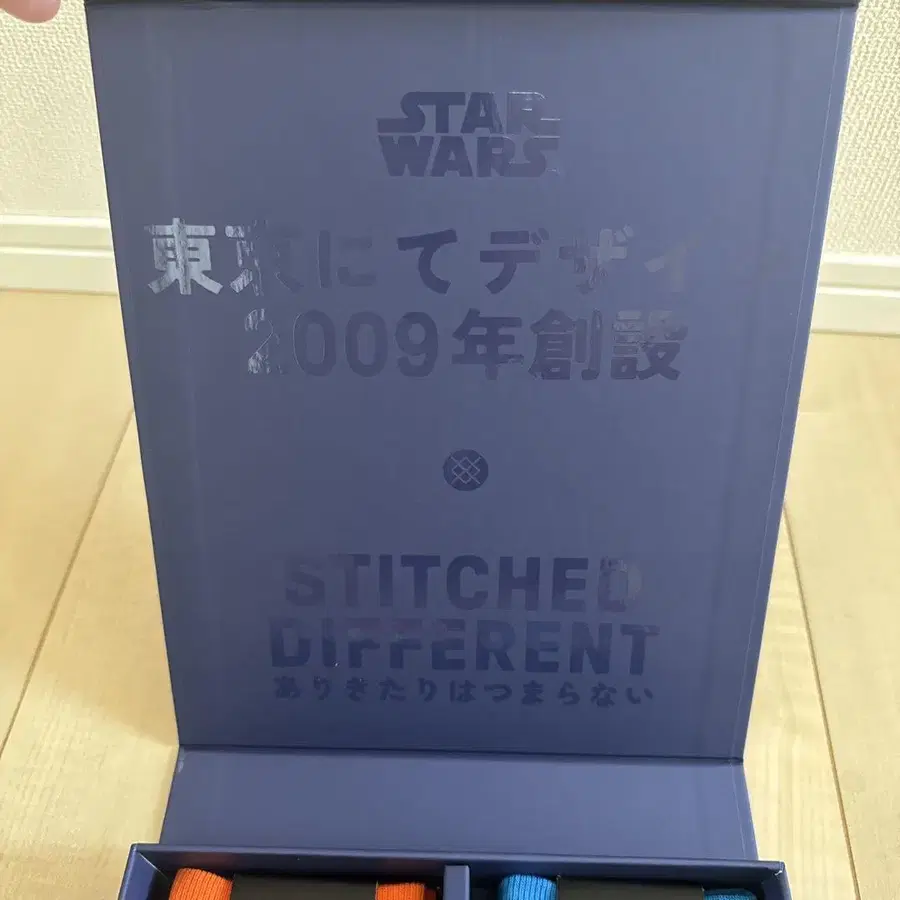 STAR
WARS
東京にてデザイ
2009年創設
STITCHED
DIFFERENT
ありきたりはつまらない